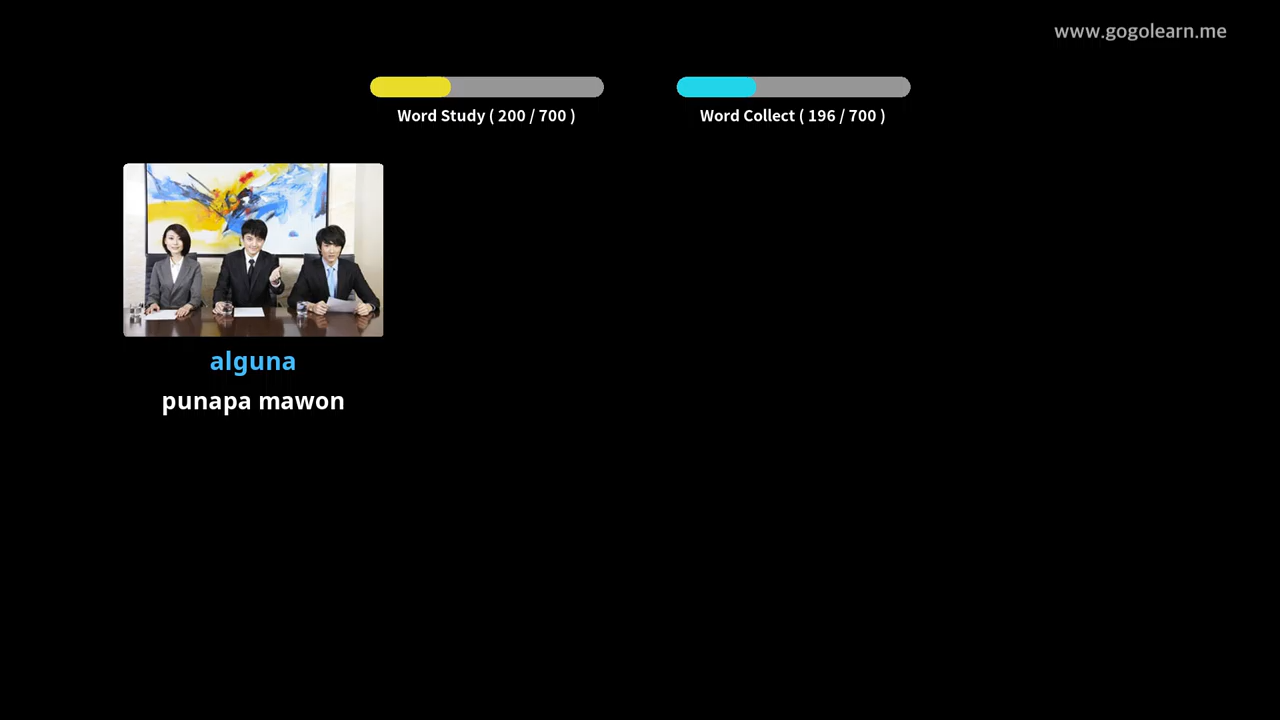 www.gogolearn.me
Word Study ( 200 / 700 )
Word Collect ( 196 / 700 )
alguna
punapa mawon